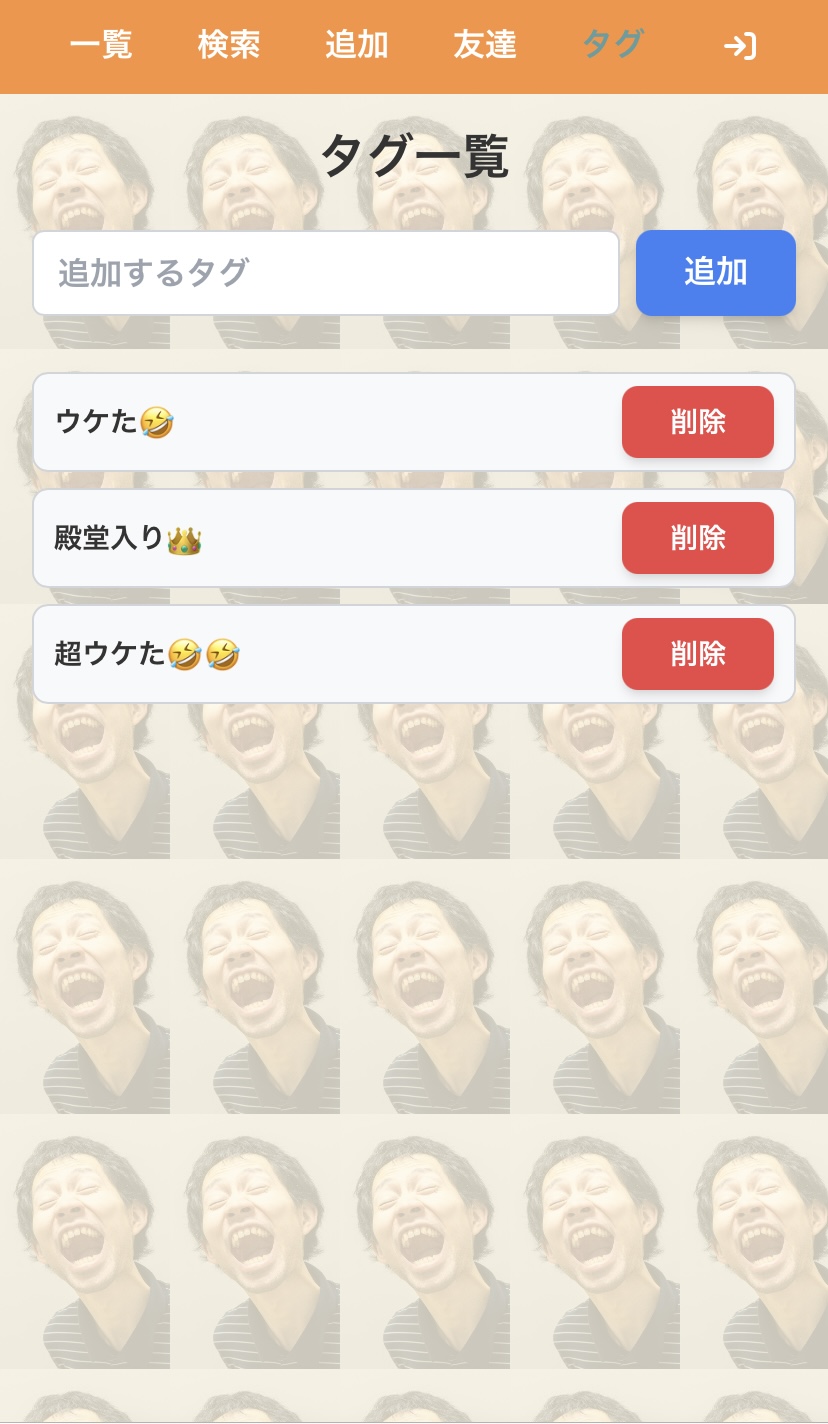 一覧 検索 追加 友達 タグ
タグ一覧
追加するタグ 追加
ウケた🤣 削除
殿堂入り👑 削除
超ウケた🤣🤣 削除